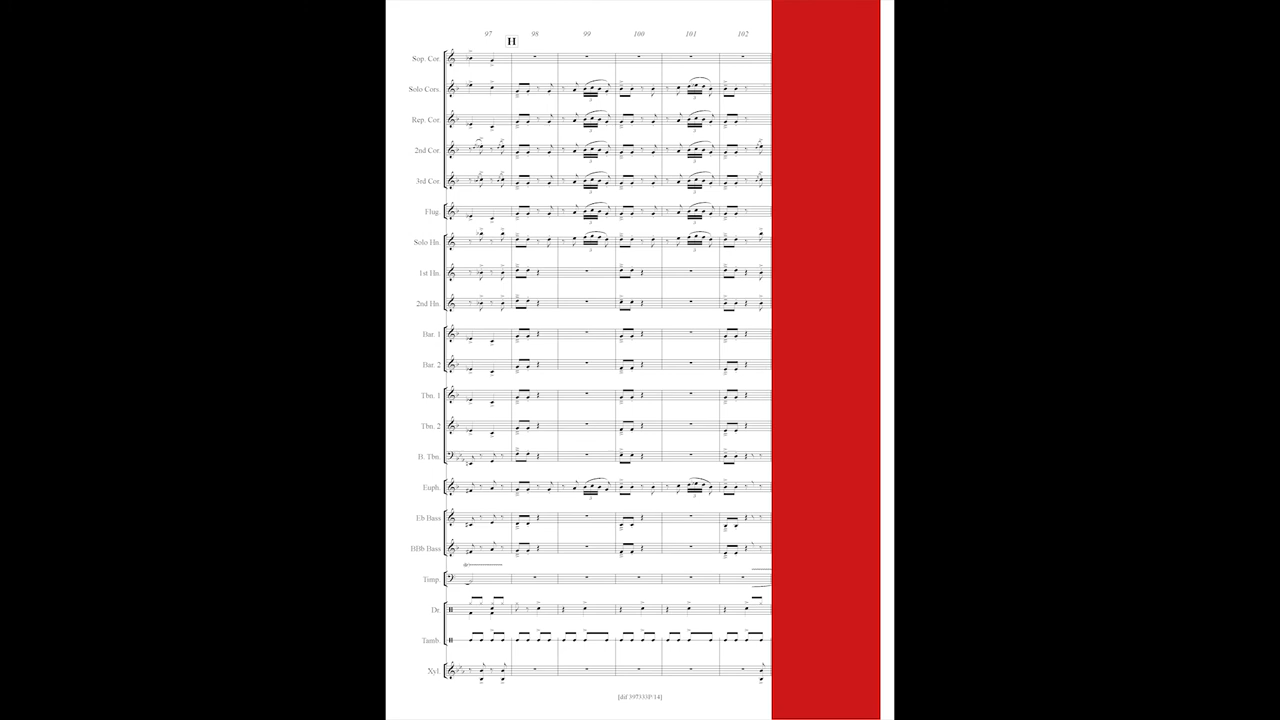 97 98 99 100 101 102
H
Sop. Cor.
Solo Cors.
Rep. Cor
2nd Cor.
3rd Cor
Flug.
Solo Hn.
1st Hn.
2nd Hn.
Bar. 1
Bar. 2
Tbn. 1
Tbn. 2
B. Tbn.
Euph.
Eb Bass
BBb Bass
Timp.
Dr
Tamb.
Xyl